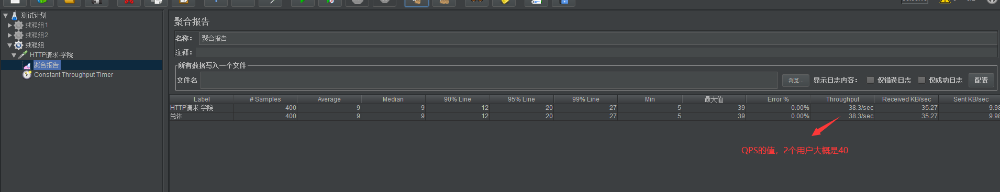 测试计划
线程组1
线程组2
线程组
HTTP请求-学院
聚合报告
Constant Throughput Timer
聚合报告
名称： 聚合报告
注释：
所有数据写入一个文件
文件名 浏览... 显示日志内容： 仅错误日志 仅成功日志 配置
Label # Samples Average Median 90% Line 95% Line 99% Line Min 最大值 Error % Throughput Received KB/sec Sent KB/sec
HTTP请求-学院 400 9 9 12 20 27 5 39 0.00% 38.3/sec 35.27 9.98
总体 400 9 9 12 20 27 5 39 0.00% 38.3/sec 35.27 9.98
QPS的值，2个用户大概是40